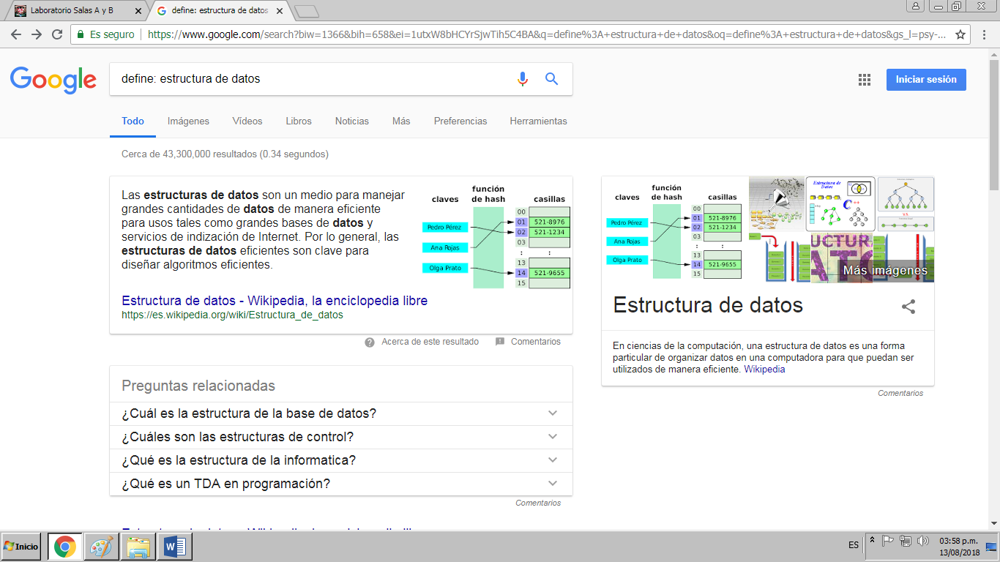 Laboratorio Salas A y B
define: estructura de datos
Es seguro
https://www.google.com/search?biw=1366&bih=658&ei=1utxW8bHCYrSjwTih5C4BA&q=define%3A+estructura+de+datos&oq=define%3A+estructura+de+datos&gs_l=psy-...
Google
define: estructura de datos
Iniciar sesión
Todo Imágenes Vídeos Libros Noticias Más Preferencias Herramientas
Cerca de 43,300,000 resultados (0.34 segundos)
Las estructuras de datos son un medio para manejar
grandes cantidades de datos de manera eficiente
para usos tales como grandes bases de datos y
servicios de indización de Internet. Por lo general, las
estructuras de datos eficientes son clave para
diseñar algoritmos eficientes.
función
claves de hash casillas
00
Pedro Pérez 01 521-8976
02 521-1234
Ana Rojas 03
: :
13
Olga Prato 14 521-9655
15
Estructura de datos - Wikipedia, la enciclopedia libre
https://es.wikipedia.org/wiki/Estructura_de_datos
Acerca de este resultado Comentarios
Preguntas relacionadas
¿Cuál es la estructura de la base de datos?
¿Cuáles son las estructuras de control?
¿Qué es la estructura de la informatica?
¿Qué es un TDA en programación?
Comentarios
función
claves de hash casillas
00
Pedro Pérez 01 521-8976
02 521-1234
Ana Rojas 03
: :
13
Olga Prato 14 521-9655
15
Estructura de
Datos
C++
UCTUR
ATO
Más imágenes
Estructura de datos
En ciencias de la computación, una estructura de datos es una forma
particular de organizar datos en una computadora para que puedan ser
utilizados de manera eficiente. Wikipedia
Comentarios
Inicio
ES
03:58 p.m.
13/08/2018